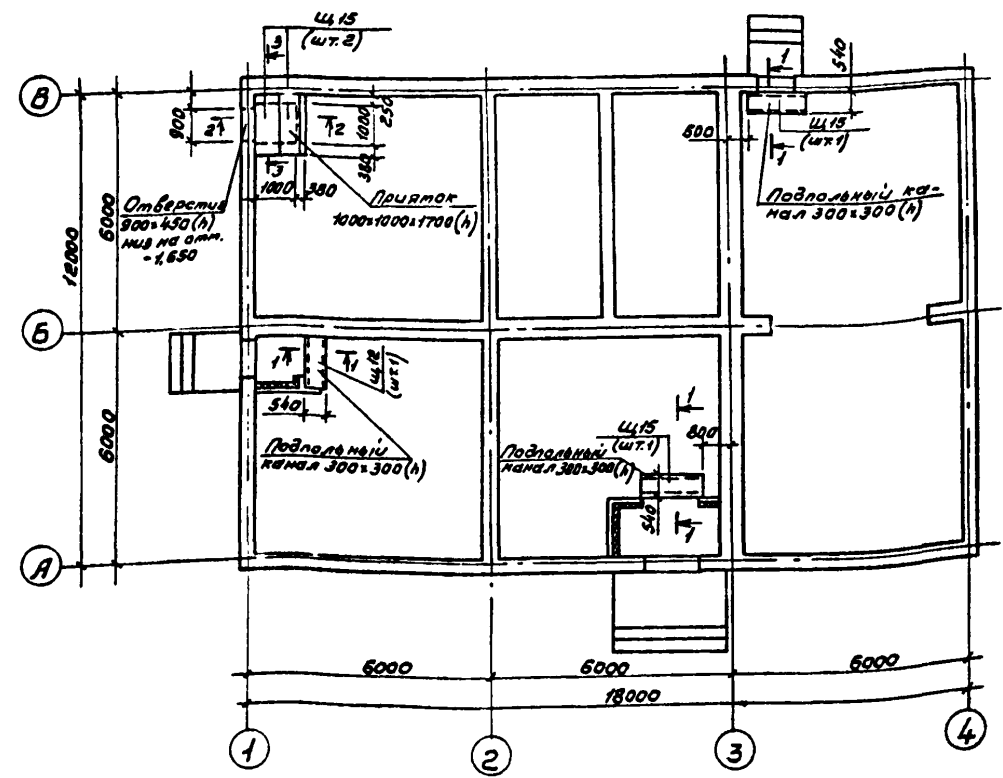 Щ15
(шт.2)
3
В
900
2
2
250
1000
380
3
1000
380
Отверстие
900×450(h)
низ на отм.
-1,650
Приямок
1000×1000×1700(h)
1
540
600
Щ15
(шт.1)
1
Подпольный ка-
нал 300×300(h)
6000
12000
Б
1
1
Щ12
(шт.1)
540
Подпольный
канал 300×300(h)
6000
1
Щ15
(шт.1)
800
Подпольный
канал 300×300(h)
540
1
А
6000
6000
6000
18000
1
2
3
4